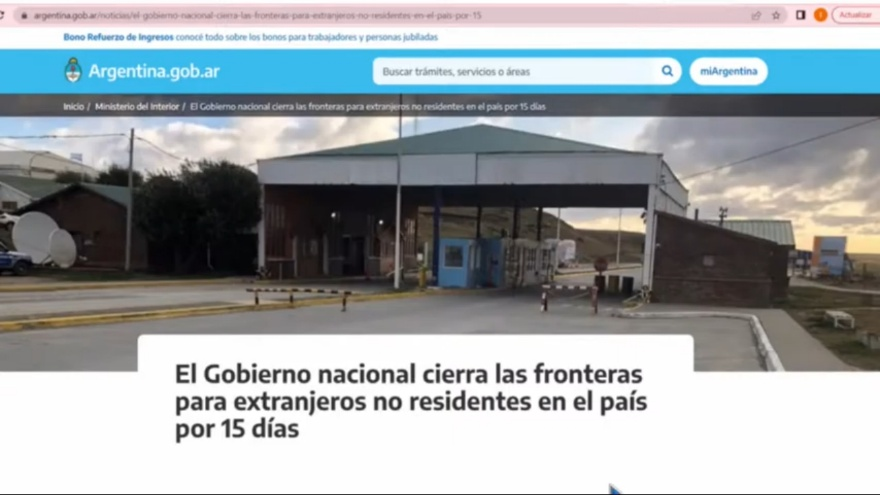 argentina.gob.ar/noticias/el-gobierno-nacional-cierra-las-fronteras-para-extranjeros-no-residentes-en-el-pais-por-15
Actualizar
Bono Refuerzo de Ingresos conocé todo sobre los bonos para trabajadores y personas jubiladas
Argentina.gob.ar
Buscar trámites, servicios o áreas
miArgentina
Inicio / Ministerio del Interior / El Gobierno nacional cierra las fronteras para extranjeros no residentes en el país por 15 días
El Gobierno nacional cierra las fronteras
para extranjeros no residentes en el país
por 15 días